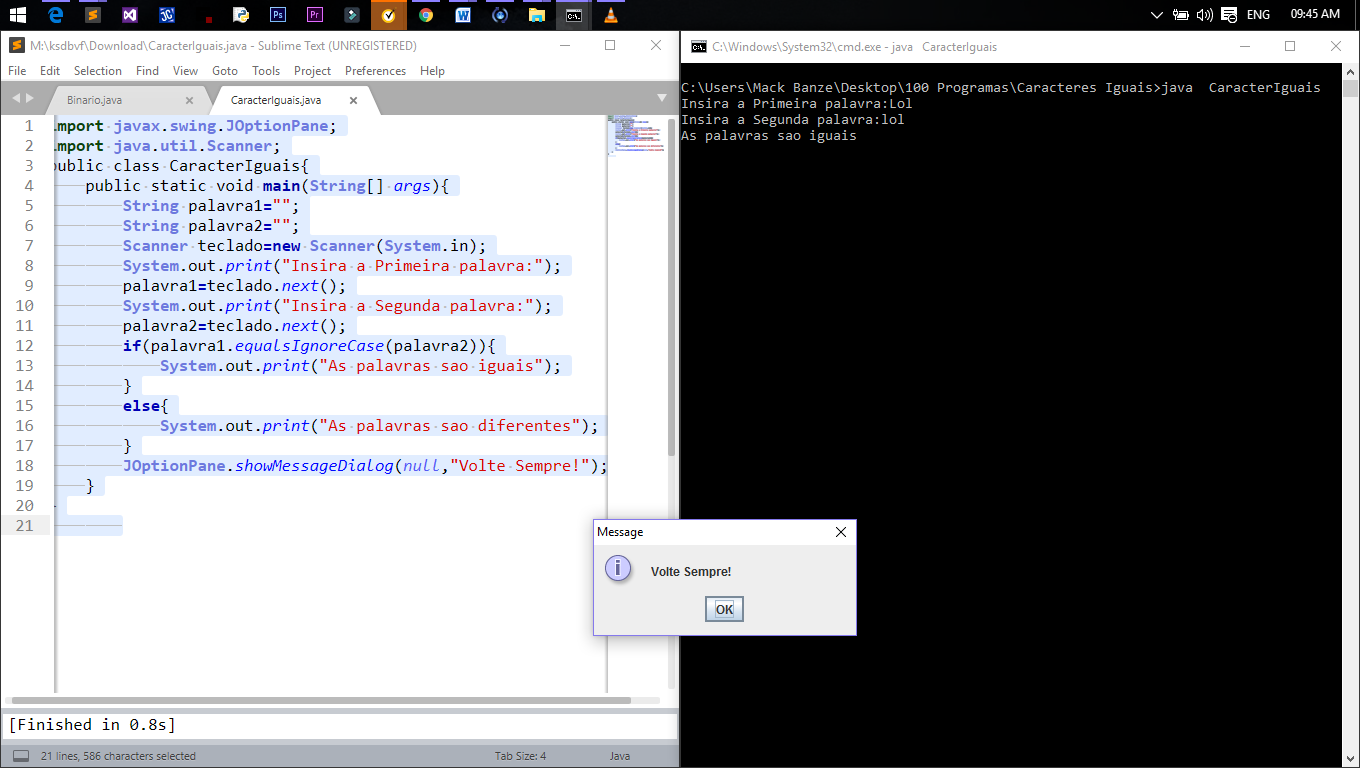 ENG 09:45 AM
M:\ksdbvf\Download\CaracterIguais.java - Sublime Text (UNREGISTERED)
File Edit Selection Find View Goto Tools Project Preferences Help
Binario.java CaracterIguais.java
1 import javax.swing.JOptionPane;
2 import java.util.Scanner;
3 public class CaracterIguais{
4 public static void main(String[] args){
5 String palavra1="";
6 String palavra2="";
7 Scanner teclado=new Scanner(System.in);
8 System.out.print("Insira a Primeira palavra:");
9 palavra1=teclado.next();
10 System.out.print("Insira a Segunda palavra:");
11 palavra2=teclado.next();
12 if(palavra1.equalsIgnoreCase(palavra2)){
13 System.out.print("As palavras sao iguais");
14 }
15 else{
16 System.out.print("As palavras sao diferentes");
17 }
18 JOptionPane.showMessageDialog(null,"Volte Sempre!");
19 }
20
21
[Finished in 0.8s]
21 lines, 586 characters selected Tab Size: 4 Java
C:\Windows\System32\cmd.exe - java CaracterIguais
C:\Users\Mack Banze\Desktop\100 Programas\Caracteres Iguais>java CaracterIguais
Insira a Primeira palavra:Lol
Insira a Segunda palavra:lol
As palavras sao iguais
Message
Volte Sempre!
OK